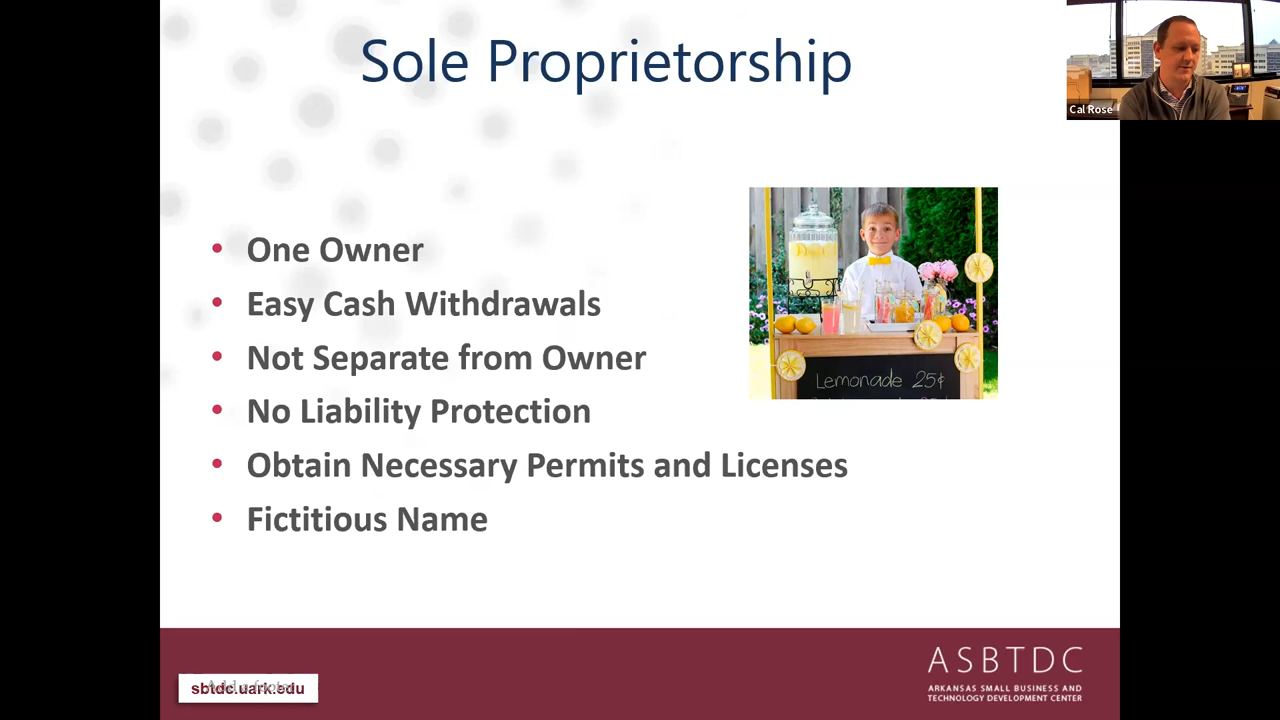 Sole Proprietorship
Cal Rose
• One Owner
• Easy Cash Withdrawals
• Not Separate from Owner
• No Liability Protection
• Obtain Necessary Permits and Licenses
• Fictitious Name
Lemonade 25¢
sbtdc.uark.edu
ASBTDC
ARKANSAS SMALL BUSINESS AND
TECHNOLOGY DEVELOPMENT CENTER